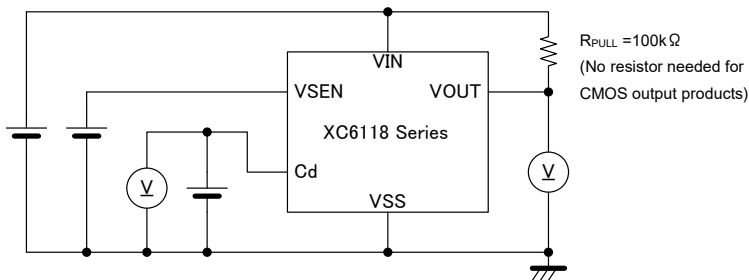 VIN
VSEN
VOUT
XC6118 Series
Cd
VSS
V
V
RPULL =100kΩ
(No resistor needed for
CMOS output products)